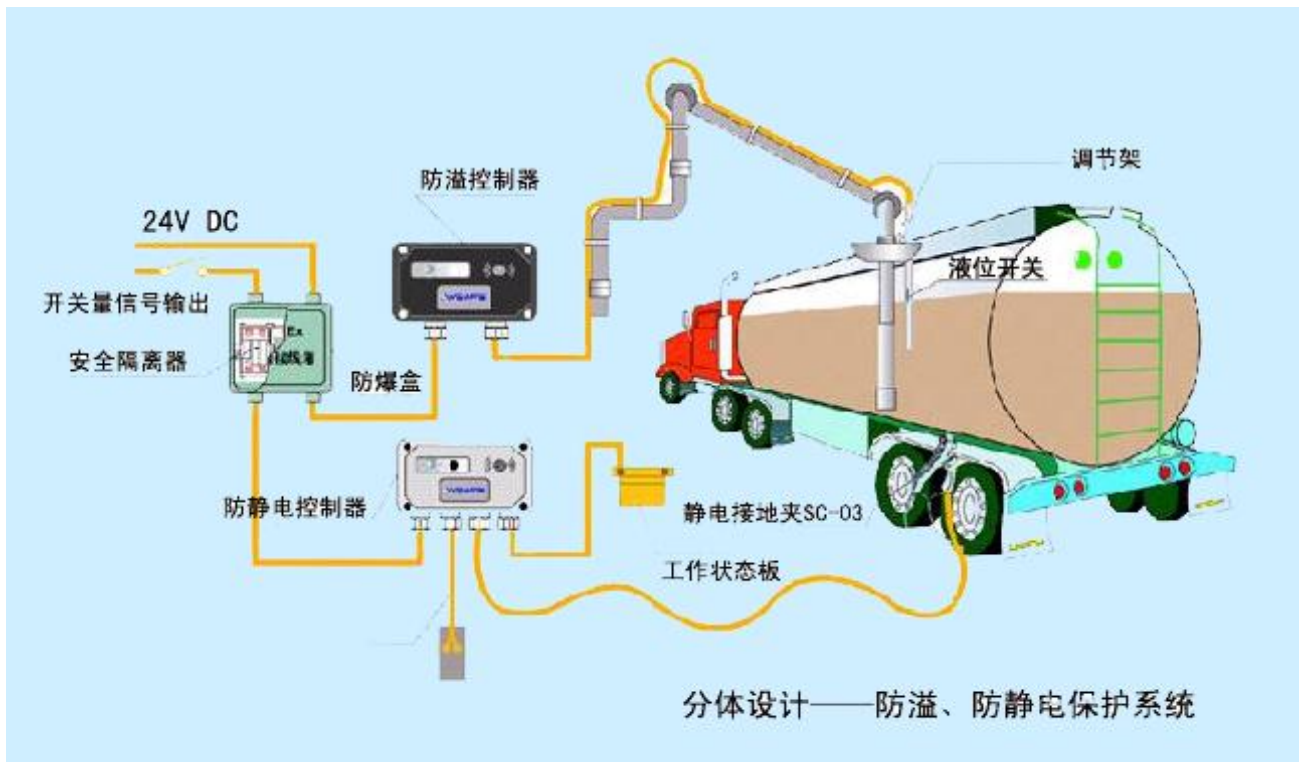 调节架
防溢控制器
24V DC
液位开关
开关量信号输出
Ex
安全隔离器
防爆盒
防静电控制器
静电接地夹SC-03
工作状态板
分体设计——防溢、防静电保护系统